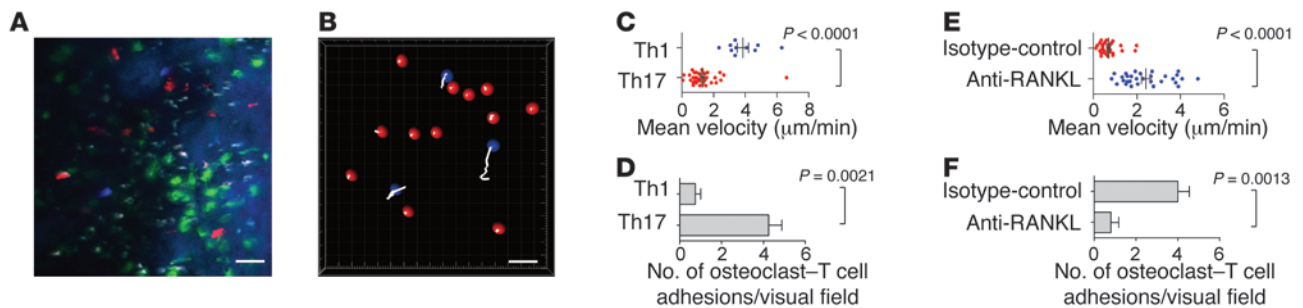 A
B
C
Th1
Th17
P < 0.0001
0 2 4 6 8
Mean velocity (μm/min)
D
Th1
Th17
P = 0.0021
0 2 4 6
No. of osteoclast–T cell
adhesions/visual field
E
Isotype-control
Anti-RANKL
P < 0.0001
0 2 4 6
Mean velocity (μm/min)
F
Isotype-control
Anti-RANKL
P = 0.0013
0 2 4 6
No. of osteoclast–T cell
adhesions/visual field